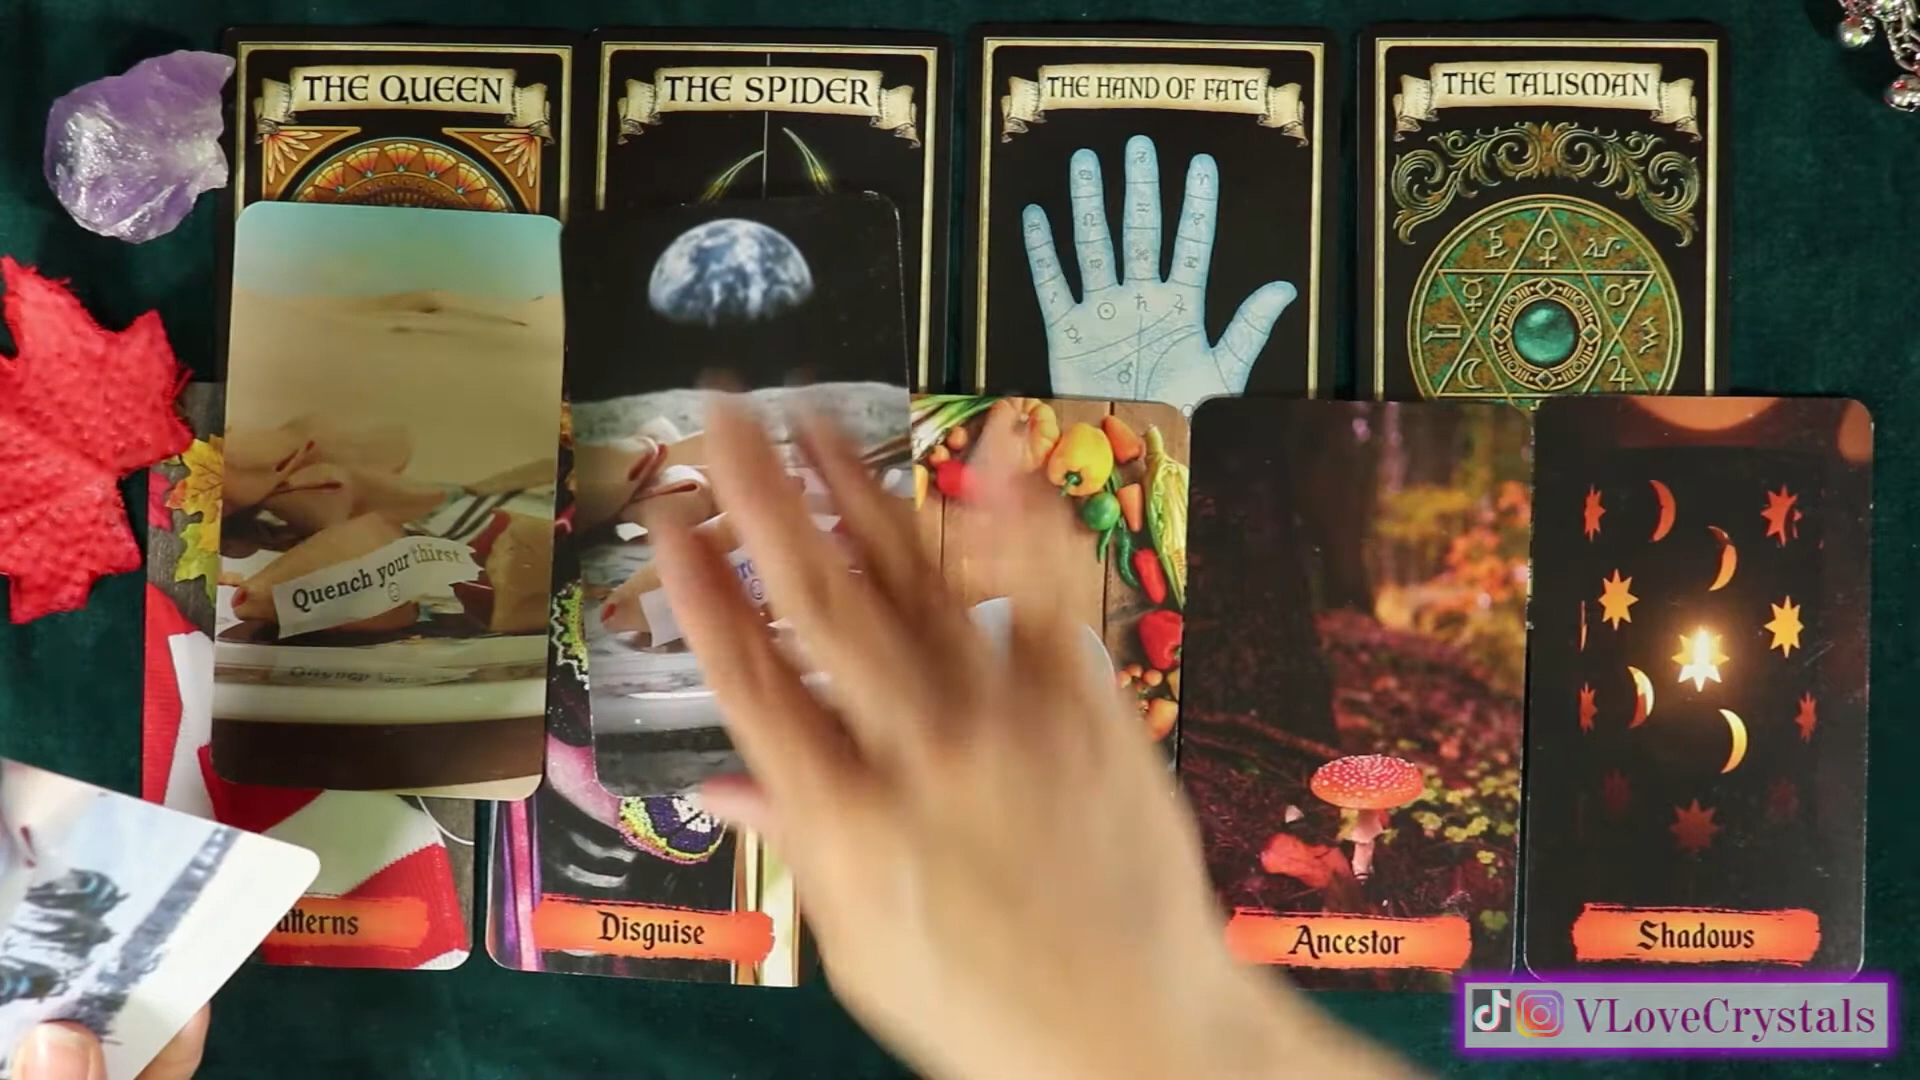 THE QUEEN
THE SPIDER
THE HAND OF FATE
THE TALISMAN
Quench your thirst
Disguise
Ancestor
Shadows
VLoveCrystals